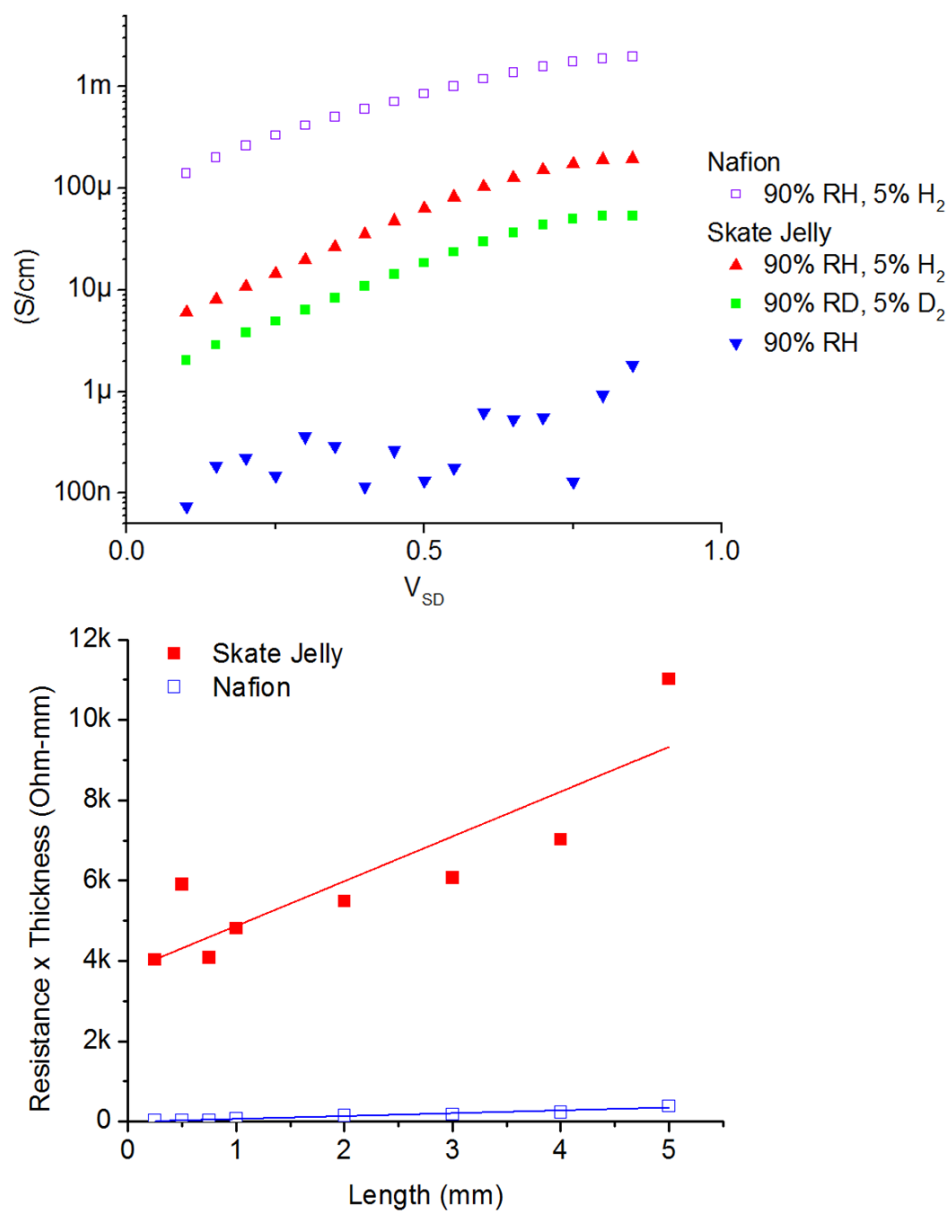 1m
100µ
10µ
1µ
100n
(S/cm)
0.0
0.5
1.0
V_SD
Nafion
90% RH, 5% H₂
Skate Jelly
90% RH, 5% H₂
90% RD, 5% D₂
90% RH
12k
10k
8k
6k
4k
2k
0
Resistance x Thickness (Ohm-mm)
Skate Jelly
Nafion
0
1
2
3
4
5
Length (mm)